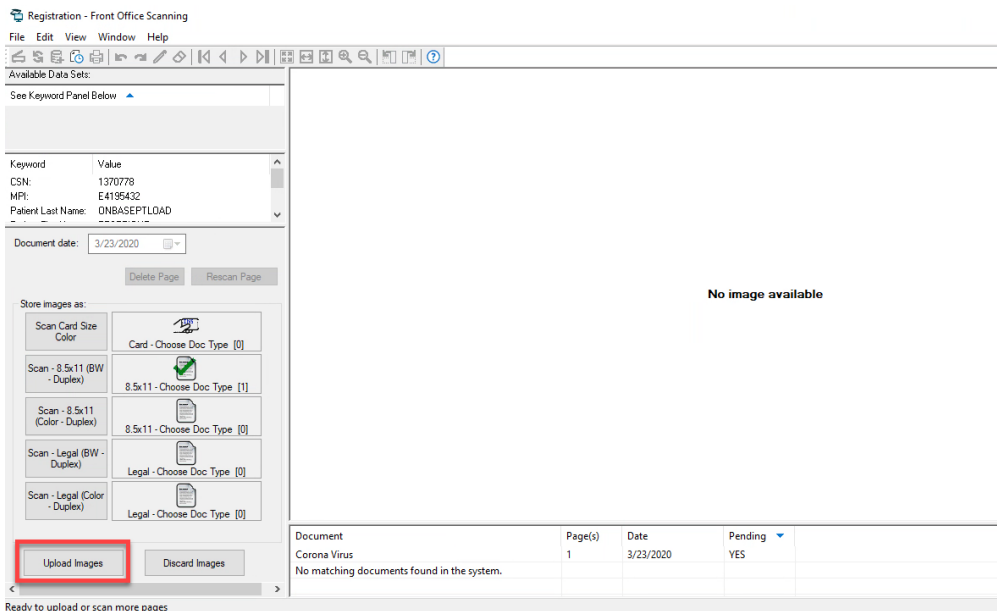 Registration - Front Office Scanning
File Edit View Window Help
Available Data Sets:
See Keyword Panel Below
Keyword Value
CSN: 1370778
MPI: E4195432
Patient Last Name: ONBASEPTLOAD
Document date: 3/23/2020
Delete Page Rescan Page
Store images as:
Scan Card Size
Color
Card - Choose Doc Type [0]
Scan - 8.5x11 (BW
- Duplex)
8.5x11 - Choose Doc Type [1]
Scan - 8.5x11
(Color - Duplex)
8.5x11 - Choose Doc Type [0]
Scan - Legal (BW -
Duplex)
Legal - Choose Doc Type [0]
Scan - Legal (Color
- Duplex)
Legal - Choose Doc Type [0]
Upload Images Discard Images
Ready to upload or scan more pages
No image available
Document Page(s) Date Pending
Corona Virus 1 3/23/2020 YES
No matching documents found in the system.